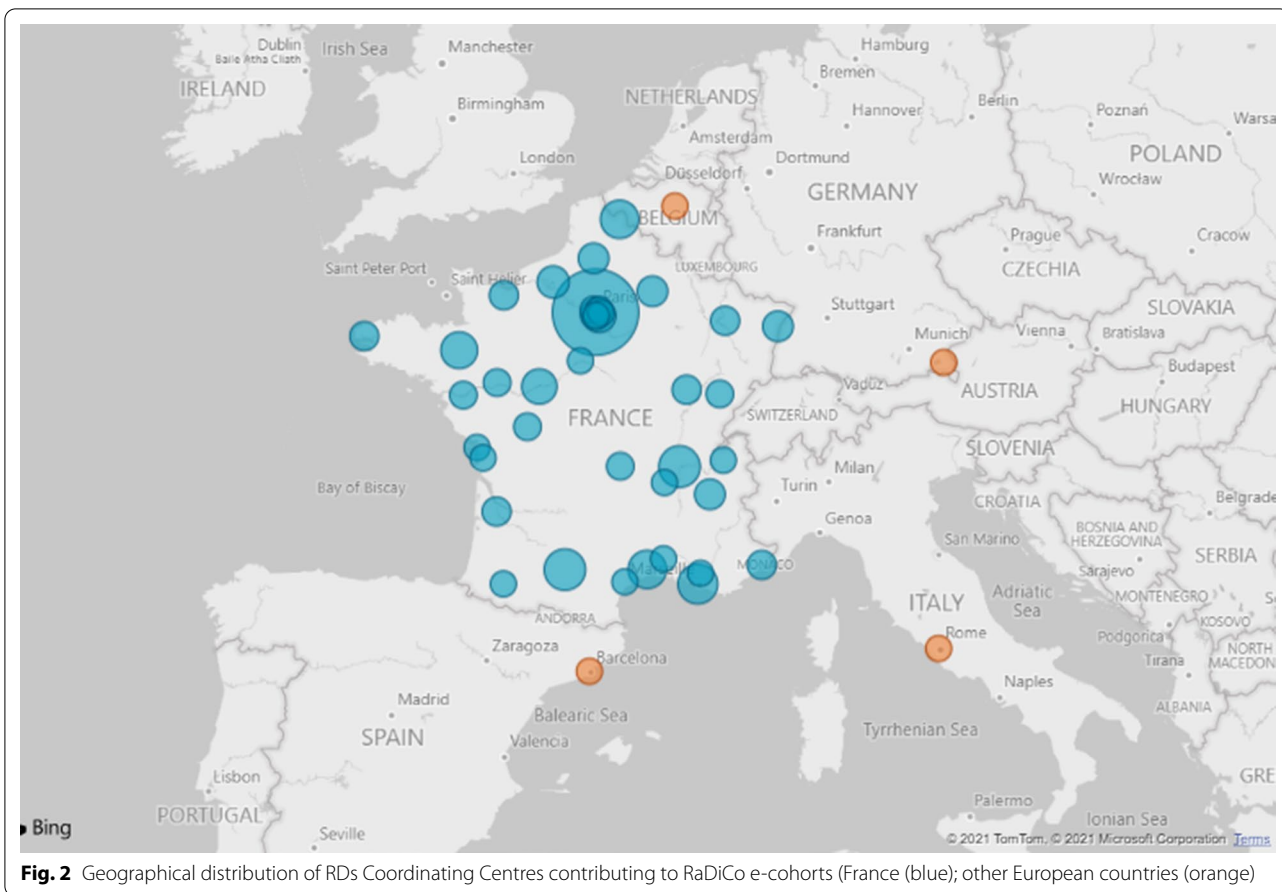 Dublin
Baile Átha Cliath
Irish Sea
Manchester
Hamburg
IRELAND
Bremen
NETHERLANDS
Birmingham
Hannover
Berlin
Poznań
Amsterdam
London
Dortmund
POLAND
Düsseldorf
GERMANY
Wrocław
BELGIUM
Frankfurt
Prague
Cracow
Saint Peter Port
Saint Helier
LUXEMBOURG
CZECHIA
Paris
Stuttgart
SLOVAKIA
Munich
Vienna
Bratislava
Vaduz
AUSTRIA
Budapest
FRANCE
SWITZERLAND
HUNGARY
SLOVENIA
Bay of Biscay
Turin
Milan
CROATIA
Belgrade
Genoa
BOSNIA AND
HERZEGOVINA
San Marino
SERBIA
MONACO
Sarajevo
ANDORRA
ITALY
Adriatic
Sea
MONTENEGRO
KOSOVO
Zaragoza
Barcelona
Rome
Podgorica
Tirana
NORTH
Madrid
Naples
Balearic Sea
ALBANIA
SPAIN
Valencia
Tyrrhenian Sea
Lisbon
PORTUGAL
Palermo
Ionian Sea
Bing
Seville
© 2021 TomTom, © 2021 Microsoft Corporation Terms
Fig. 2 Geographical distribution of RDs Coordinating Centres contributing to RaDiCo e-cohorts (France (blue); other European countries (orange)